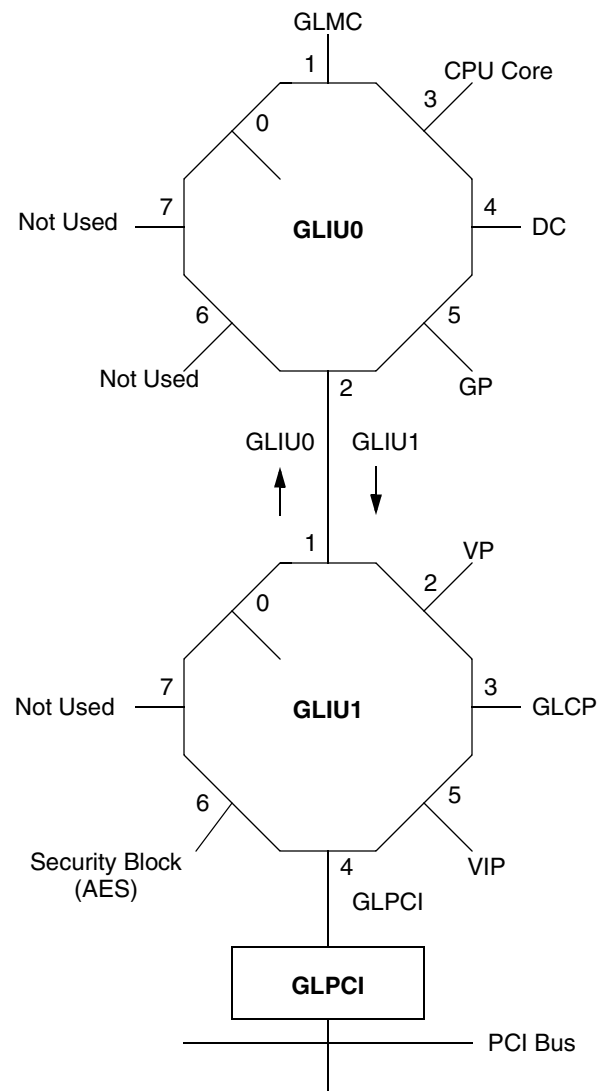 GLMC
1
CPU Core
3
0
7
Not Used
GLIU0
4
DC
6
5
Not Used
2
GP
GLIU0
GLIU1
1
VP
2
0
7
Not Used
GLIU1
3
GLCP
6
5
Security Block
(AES)
4
VIP
GLPCI
GLPCI
PCI Bus